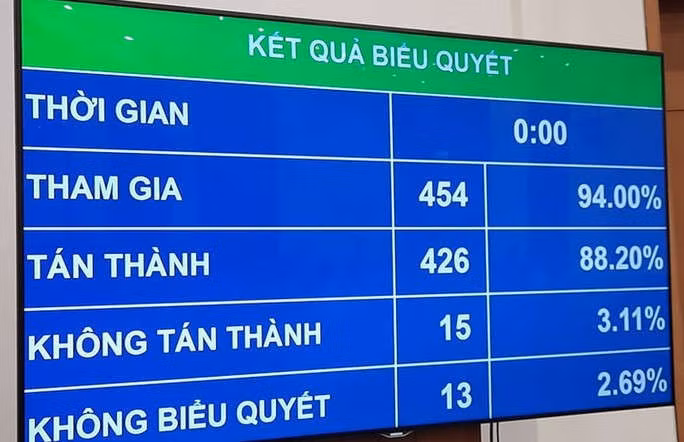 KẾT QUẢ BIỂU QUYẾT
THỜI GIAN 0:00
THAM GIA 454 94.00%
TÁN THÀNH 426 88.20%
KHÔNG TÁN THÀNH 15 3.11%
KHÔNG BIỂU QUYẾT 13 2.69%